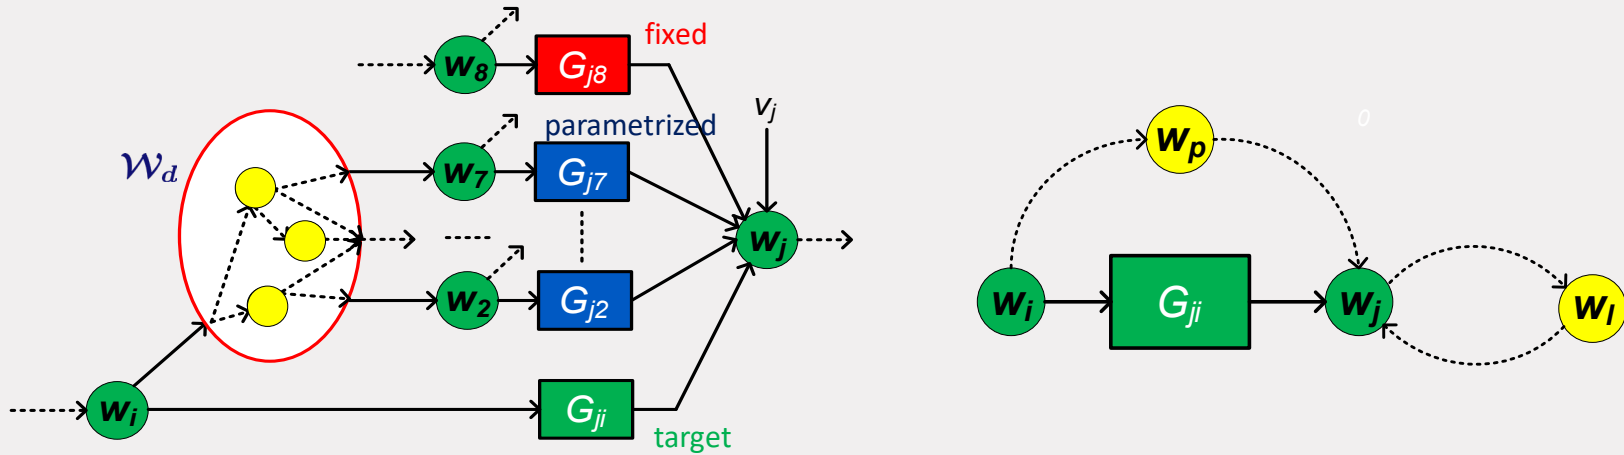 fixed
w8
Gj8
vj
parametrized
𝒲d
w7
Gj7
wj
w2
Gj2
wi
Gji
target
0
wp
wi
Gji
wj
wl